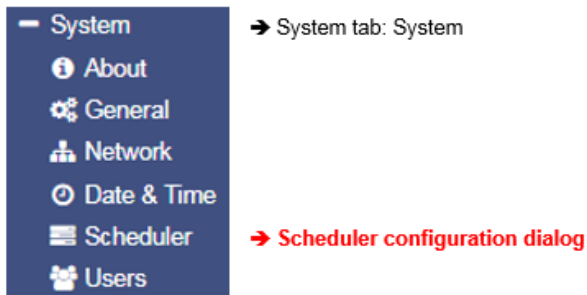 − System ➔ System tab: System
About
General
Network
Date & Time
Scheduler ➔ Scheduler configuration dialog
Users